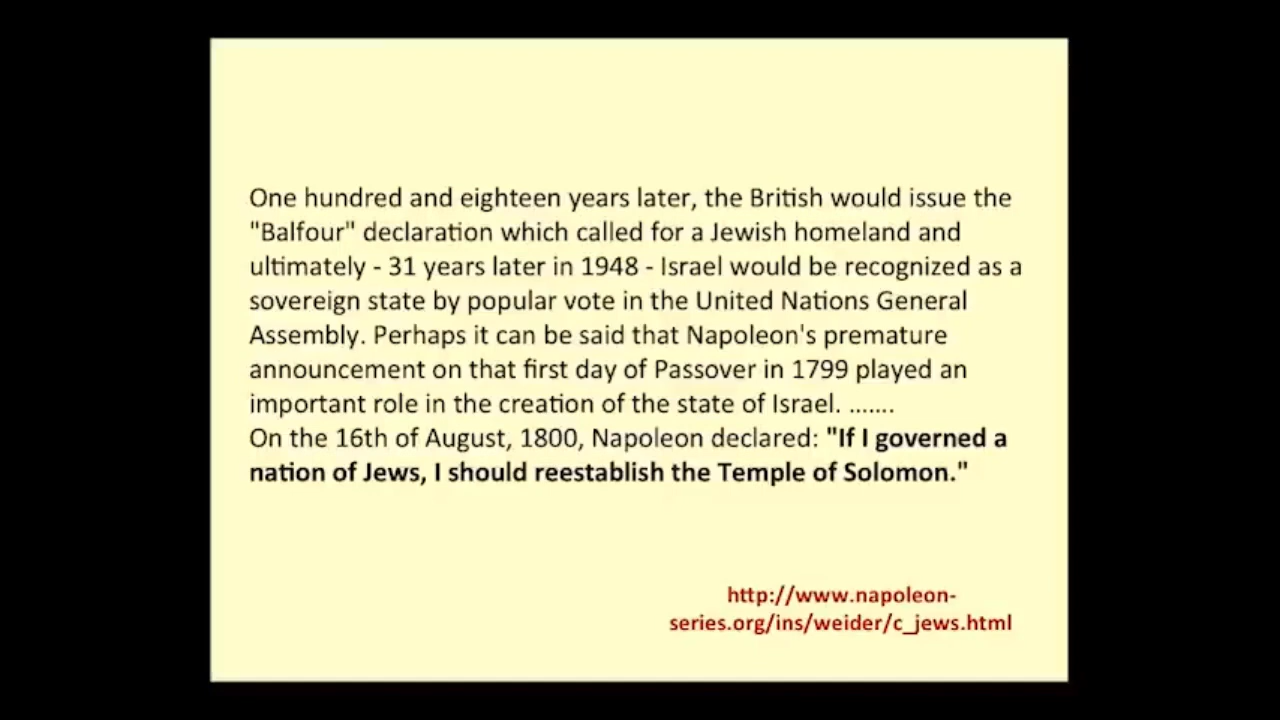 One hundred and eighteen years later, the British would issue the
"Balfour" declaration which called for a Jewish homeland and
ultimately - 31 years later in 1948 - Israel would be recognized as a
sovereign state by popular vote in the United Nations General
Assembly. Perhaps it can be said that Napoleon's premature
announcement on that first day of Passover in 1799 played an
important role in the creation of the state of Israel. .......
On the 16th of August, 1800, Napoleon declared: "If I governed a
nation of Jews, I should reestablish the Temple of Solomon."
http://www.napoleon-
series.org/ins/weider/c_jews.html